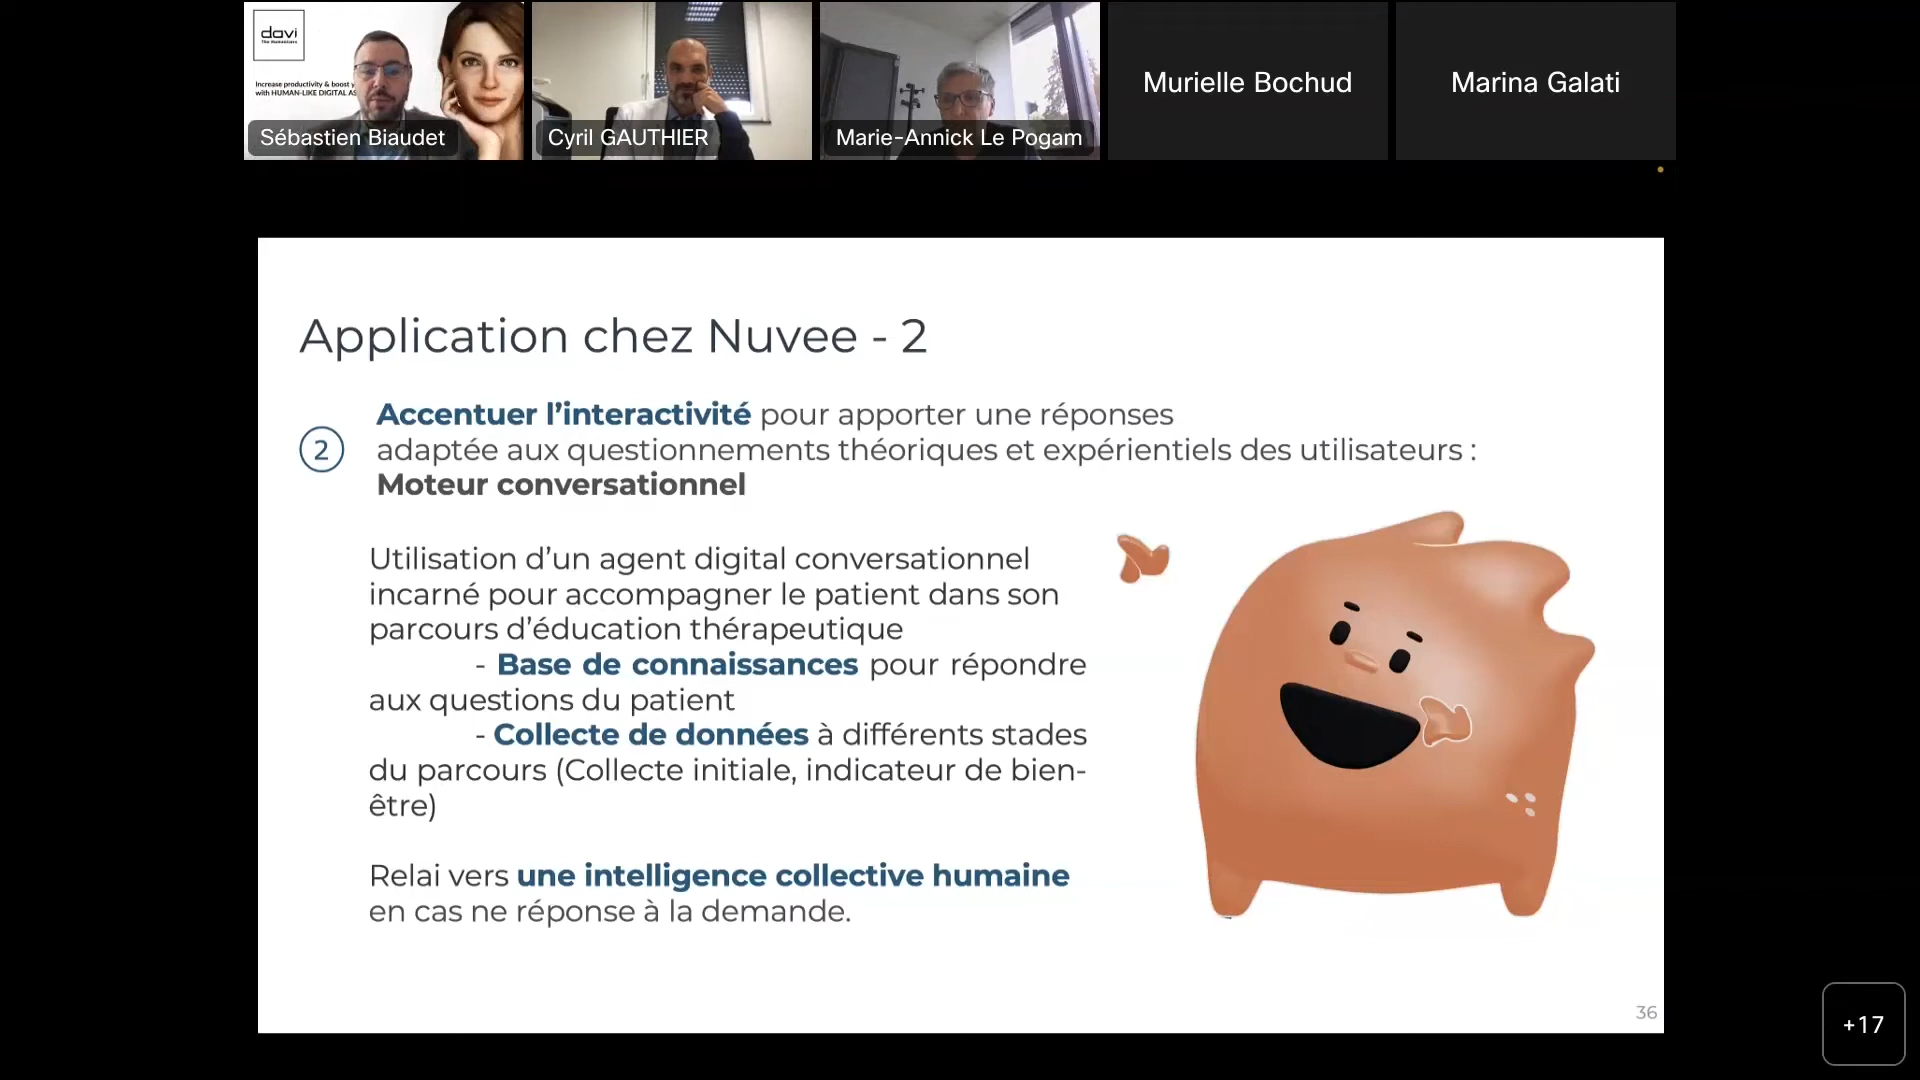 davi
The Humanizers
Increase productivity & boost y
with HUMAN-LIKE DIGITAL AS
Sébastien Biaudet
Cyril GAUTHIER
Marie-Annick Le Pogam
Murielle Bochud
Marina Galati
Application chez Nuvee - 2
2
Accentuer l’interactivité pour apporter une réponses
adaptée aux questionnements théoriques et expérientiels des utilisateurs :
Moteur conversationnel
Utilisation d’un agent digital conversationnel
incarné pour accompagner le patient dans son
parcours d’éducation thérapeutique
- Base de connaissances pour répondre
aux questions du patient
- Collecte de données à différents stades
du parcours (Collecte initiale, indicateur de bien-
être)
Relai vers une intelligence collective humaine
en cas ne réponse à la demande.
36
+17